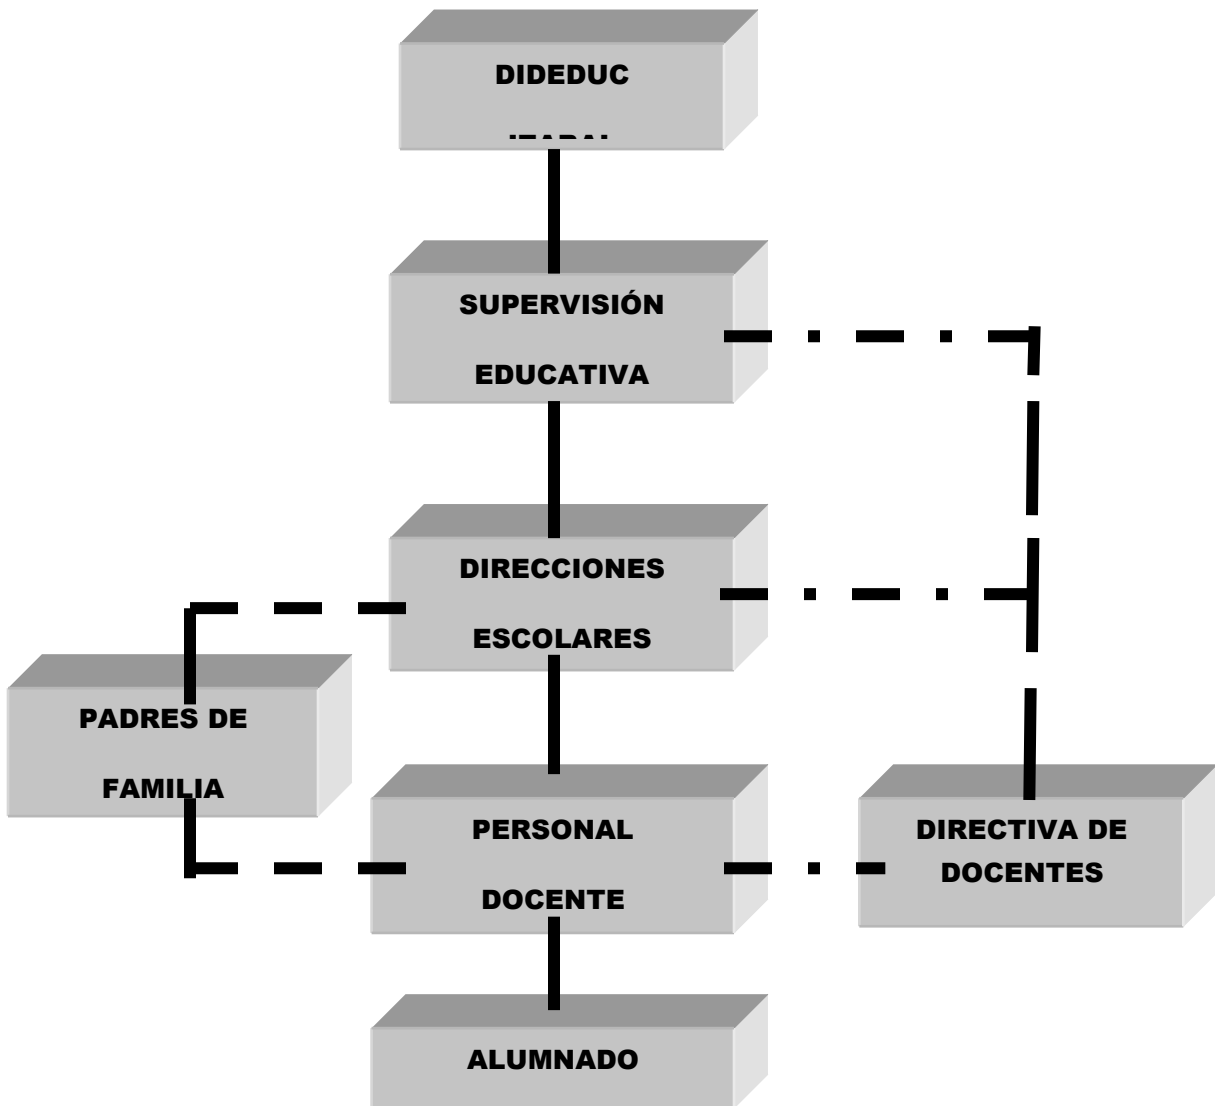 DIDEDUC
SUPERVISIÓN
EDUCATIVA
DIRECCIONES
ESCOLARES
PADRES DE
FAMILIA
PERSONAL
DOCENTE
DIRECTIVA DE
DOCENTES
ALUMNADO